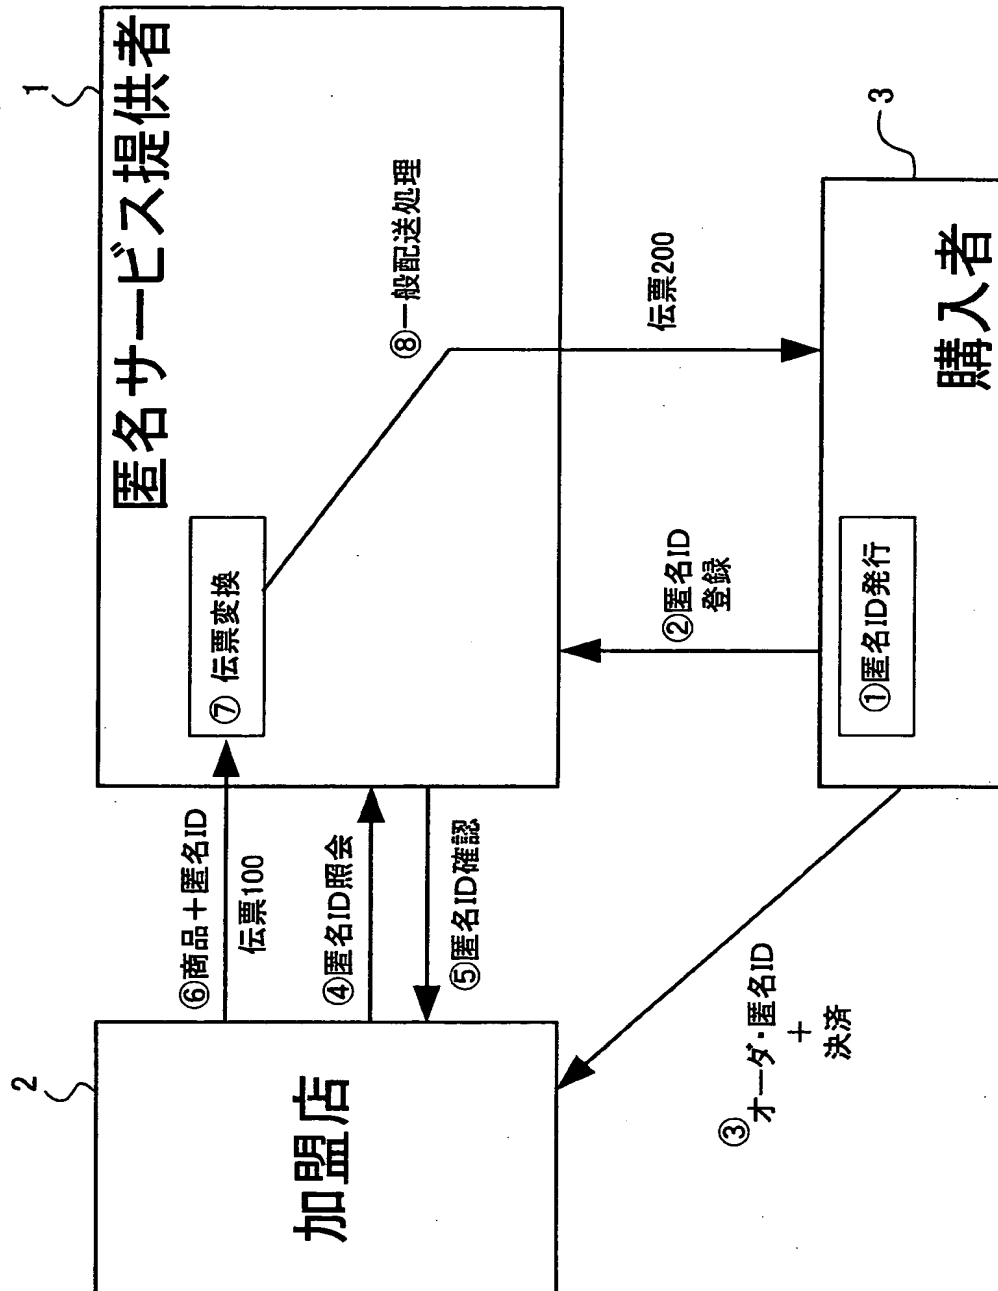 1
匿名サービス提供者
⑧一般配送処理
⑦ 伝票変換
⑥商品＋匿名ID
伝票100
④匿名ID照会
⑤匿名ID確認
2
加盟店
②匿名ID
登録
伝票200
3
購入者
①匿名ID発行
③オーダ・匿名ID
＋
決済